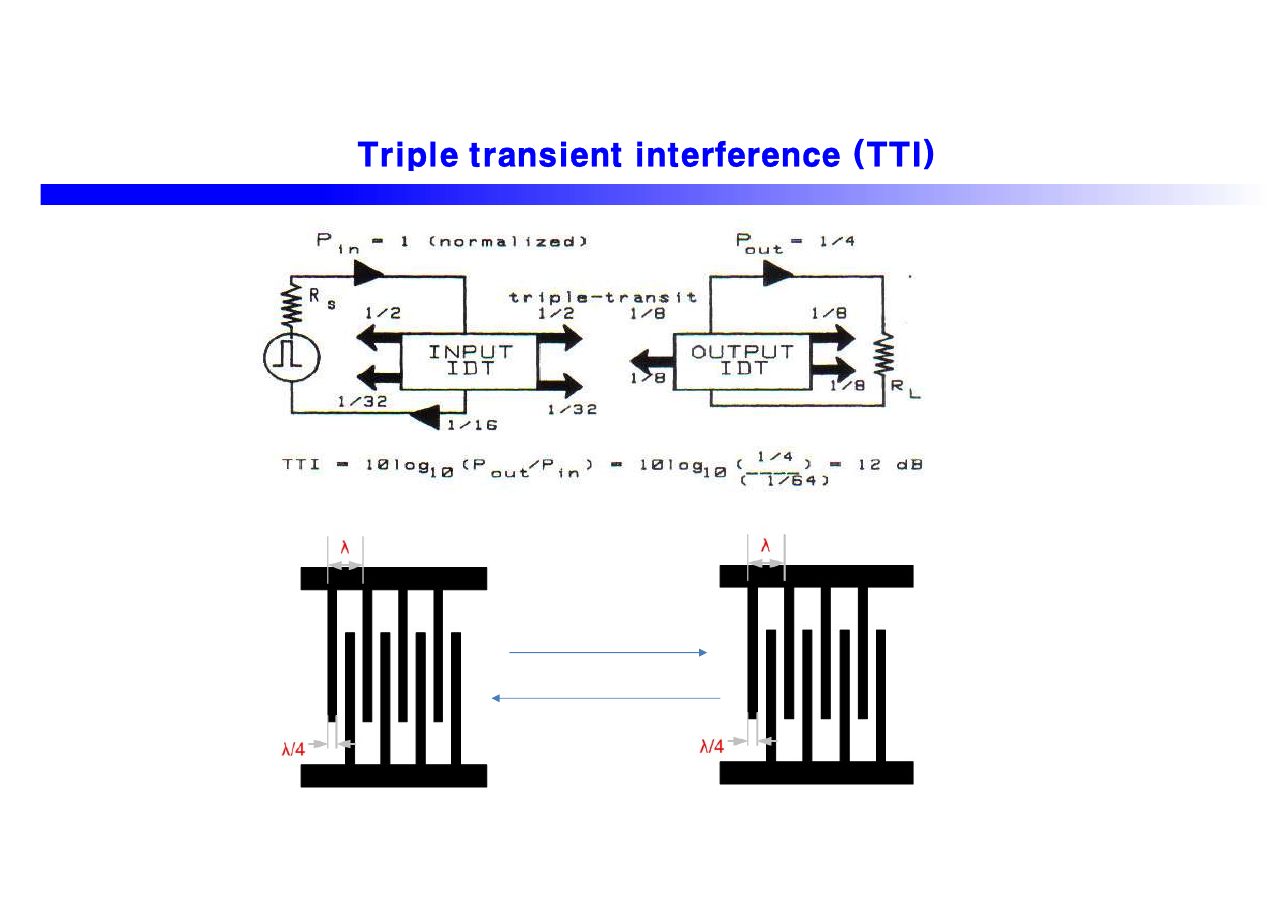 Triple transient interference (TTI)
P in = 1 (normalized)
P out = 1/4
R s
triple-transit
1/2 1/2 1/8 1/8
INPUT IDT
OUTPUT IDT
1/8 1/8 R L
1/32 1/32
1/16
TTI = 10log10 (P out/P in) = 10log10 (1/4)/(1/64) = 12 dB
λ λ
λ/4 λ/4